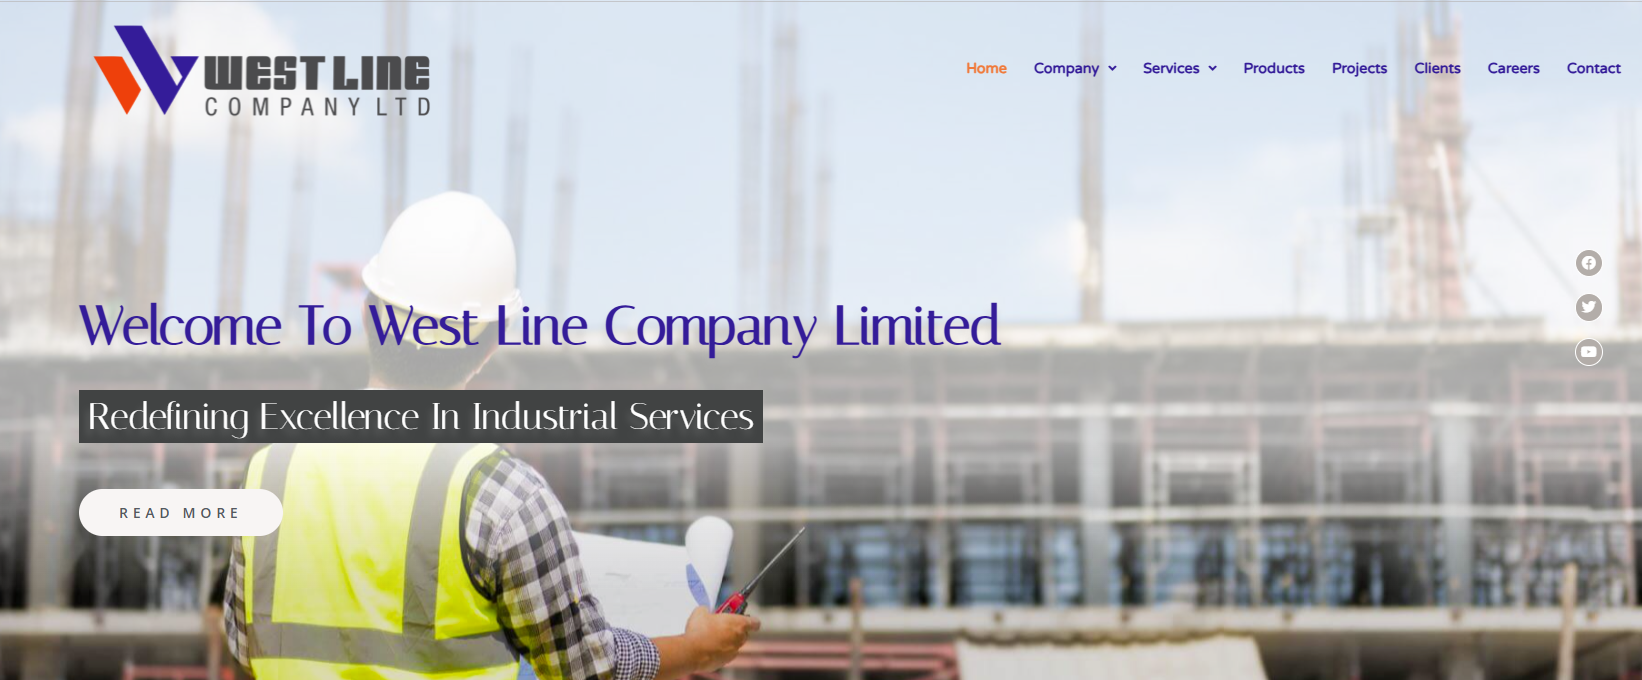 WEST LINE
COMPANY LTD
Home Company Services Products Projects Clients Careers Contact
Welcome To West Line Company Limited
Redefining Excellence In Industrial Services
READ MORE